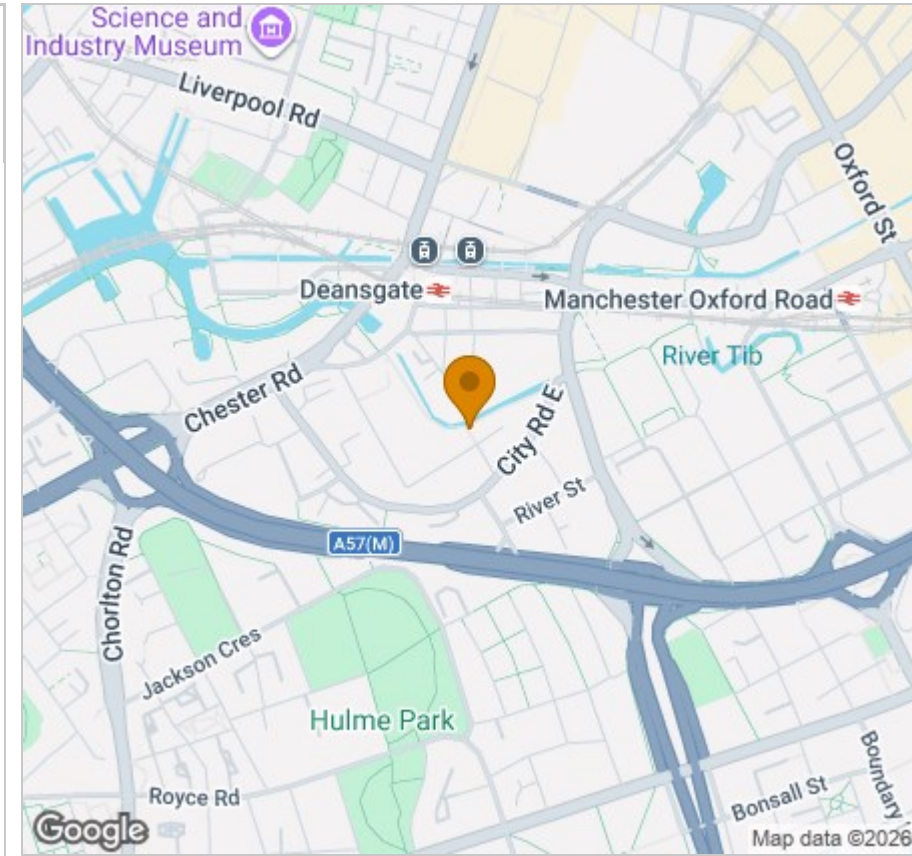 Science and
Industry Museum
Liverpool Rd
Oxford St
Deansgate
Manchester Oxford Road
River Tib
Chester Rd
City Rd E
River St
A57(M)
Chorlton Rd
Jackson Cres
Hulme Park
Royce Rd
Bonsall St
Boundary
Google
Map data ©2026